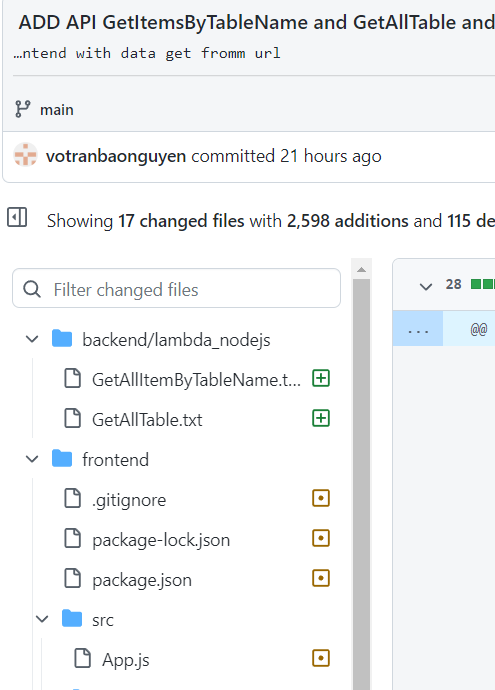 ADD API GetItemsByTableName and GetAllTable and
…ntend with data get fromm url
main
votranbaonguyen committed 21 hours ago
Showing 17 changed files with 2,598 additions and 115 de
Filter changed files
28
backend/lambda_nodejs
... @@
GetAllItemByTableName.t...
GetAllTable.txt
frontend
.gitignore
package-lock.json
package.json
src
App.js